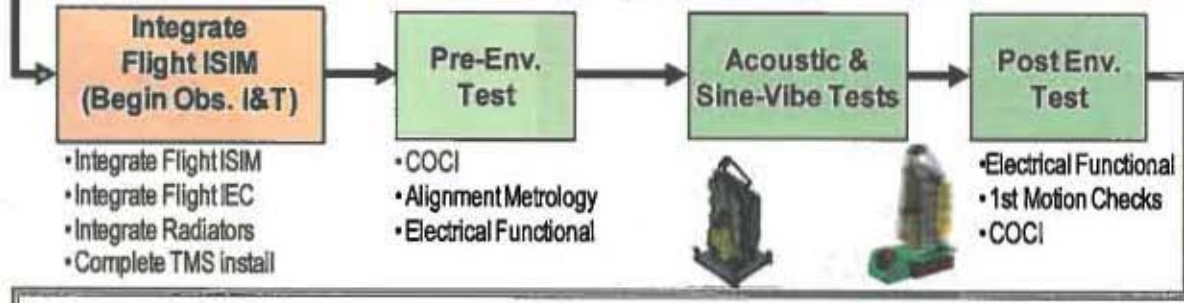 Integrate
Flight ISIM
(Begin Obs. I&T)
•Integrate Flight ISIM
•Integrate Flight IEC
•Integrate Radiators
•Complete TMS install
Pre-Env.
Test
•COCI
•Alignment Metrology
•Electrical Functional
Acoustic &
Sine-Vibe Tests
Post Env.
Test
•Electrical Functional
•1st Motion Checks
•COCI